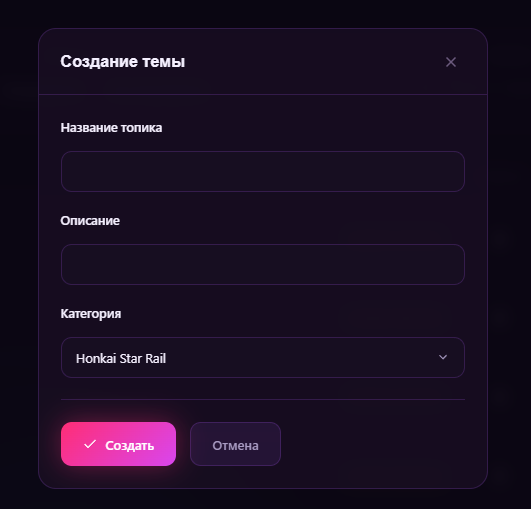 Создание темы
Название топика
Описание
Категория
Honkai Star Rail
Создать
Отмена